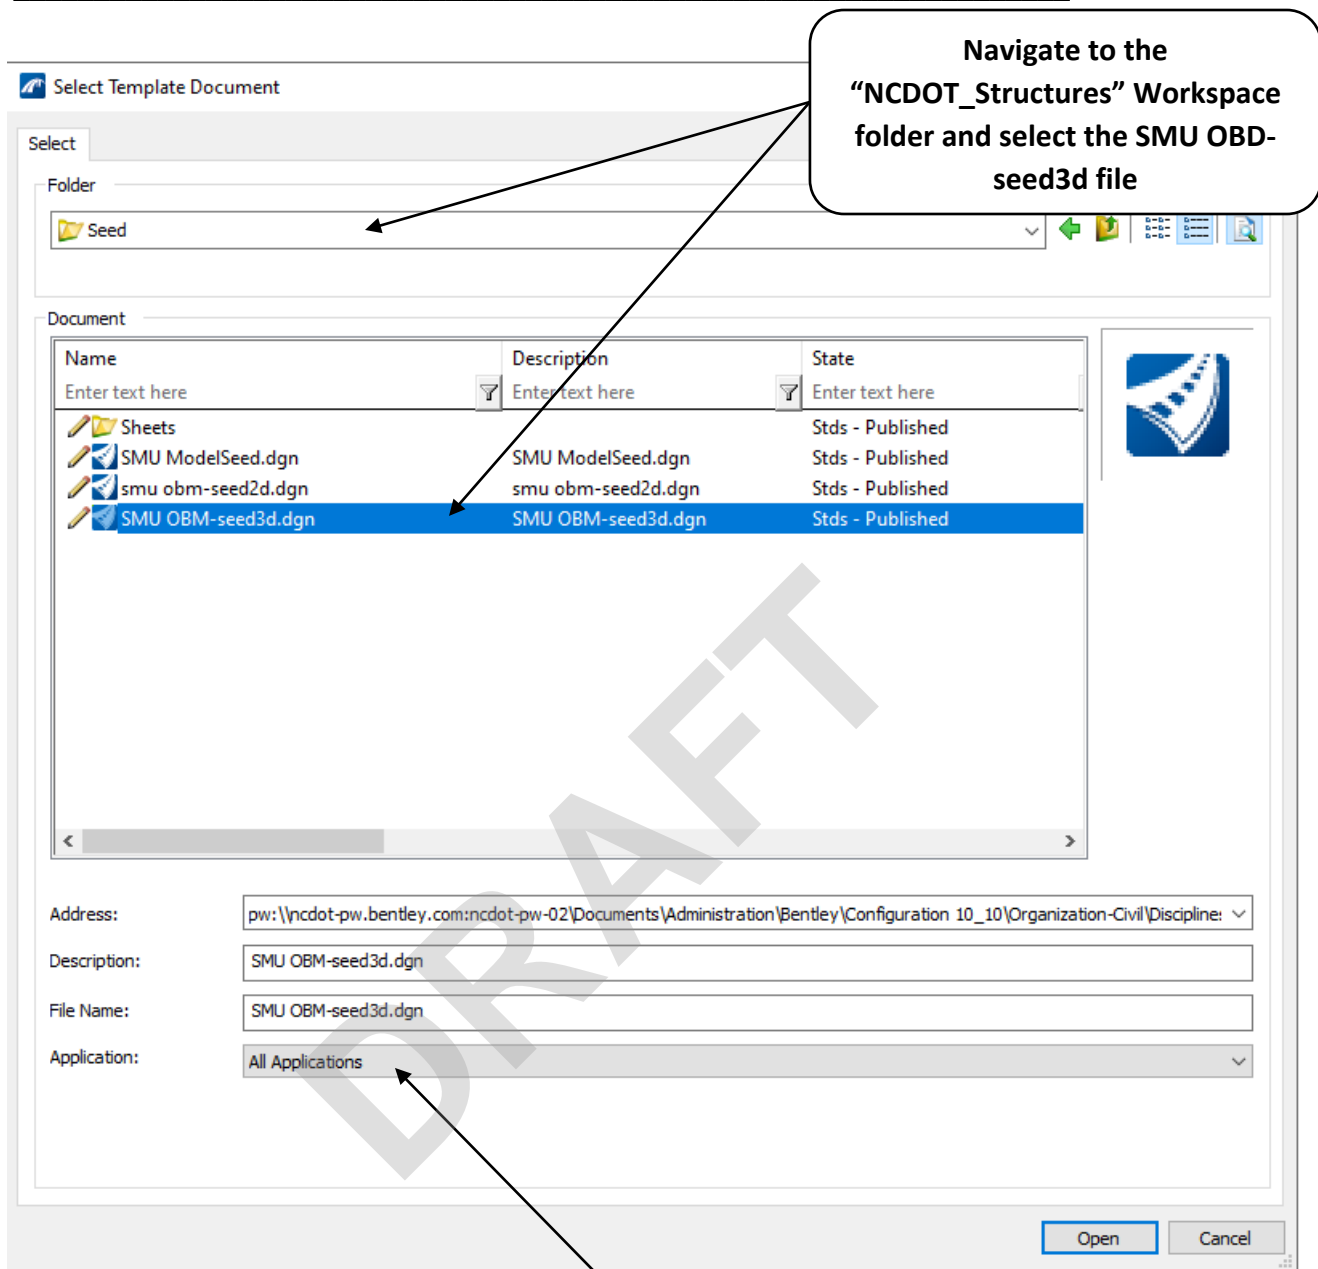 Navigate to the
“NCDOT_Structures” Workspace
folder and select the SMU OBD-
seed3d file
Select Template Document
Select
Folder
Seed
Document
Name Description State
Enter text here Enter text here Enter text here
Sheets Stds - Published
SMU ModelSeed.dgn SMU ModelSeed.dgn Stds - Published
smu obm-seed2d.dgn smu obm-seed2d.dgn Stds - Published
SMU OBM-seed3d.dgn SMU OBM-seed3d.dgn Stds - Published
DRAFT
Address: pw:\\ncdot-pw.bentley.com:ncdot-pw-02\Documents\Administration\Bentley\Configuration 10_10\Organization-Civil\Disciplines
Description: SMU OBM-seed3d.dgn
File Name: SMU OBM-seed3d.dgn
Application: All Applications
Open Cancel